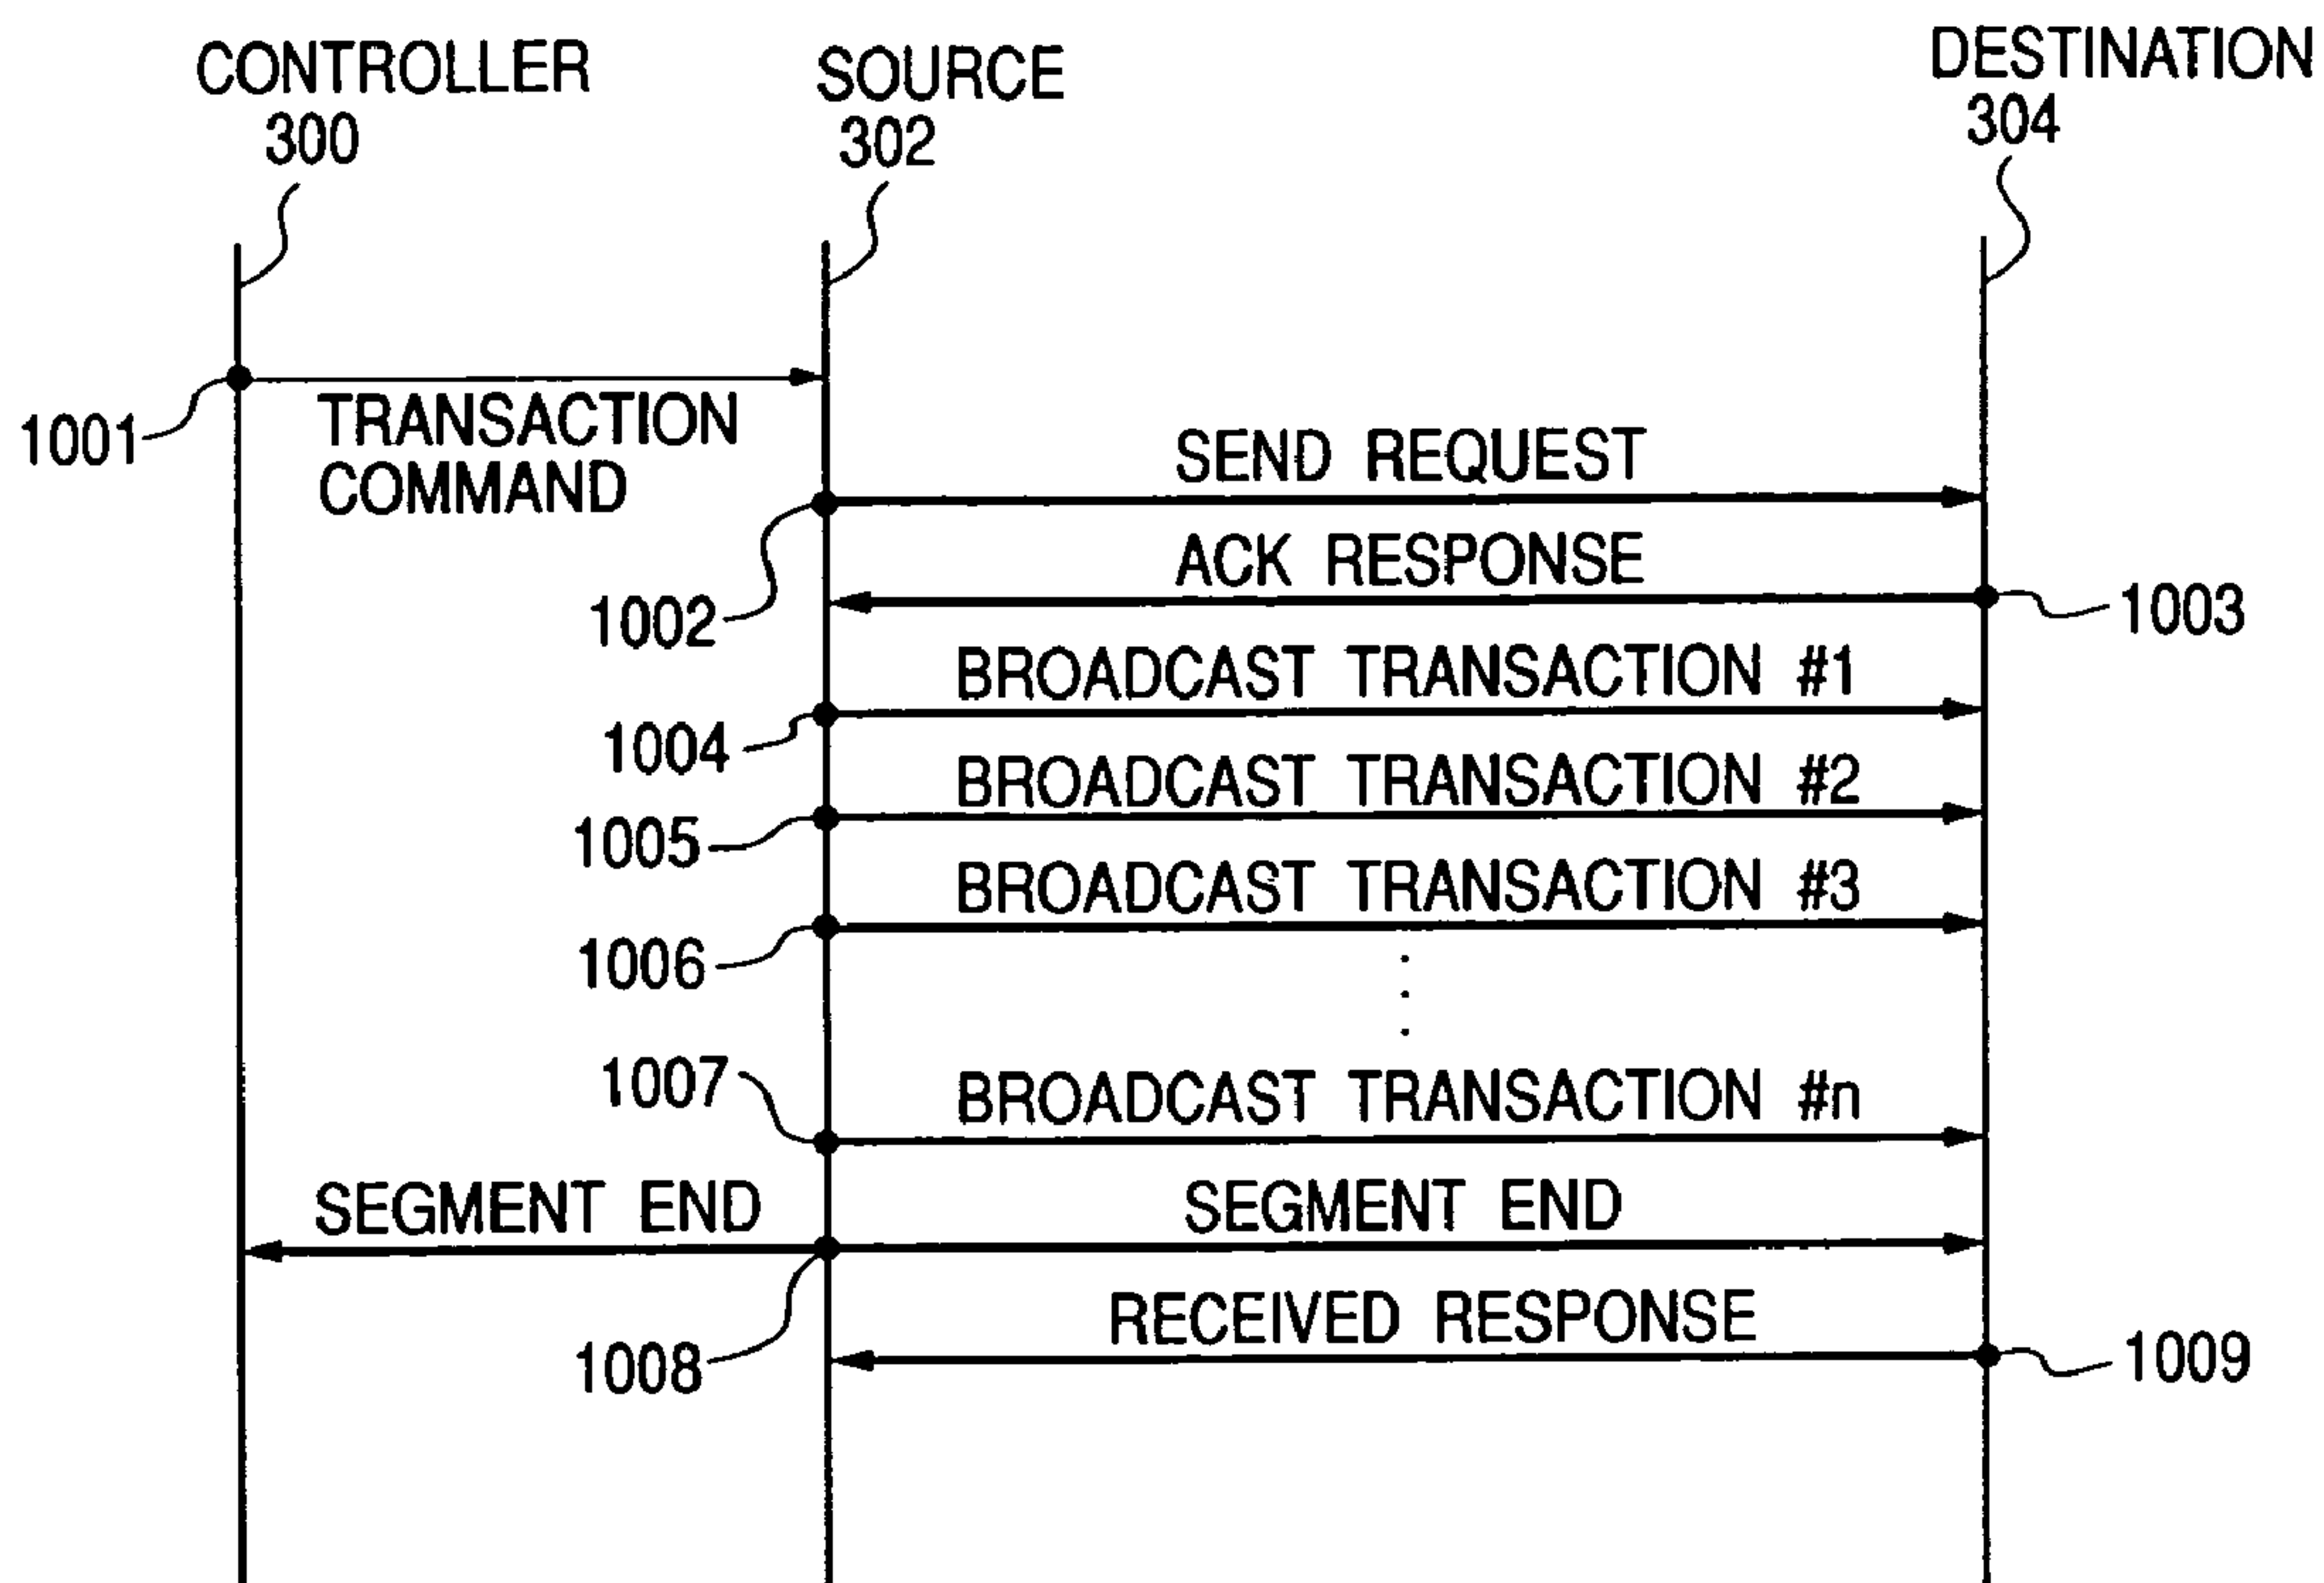 CONTROLLER
300
SOURCE
302
DESTINATION
304
1001
TRANSACTION
COMMAND
SEND REQUEST
1002
ACK RESPONSE
1003
BROADCAST TRANSACTION #1
1004
BROADCAST TRANSACTION #2
1005
BROADCAST TRANSACTION #3
1006
1007
BROADCAST TRANSACTION #n
SEGMENT END
SEGMENT END
1008
RECEIVED RESPONSE
1009